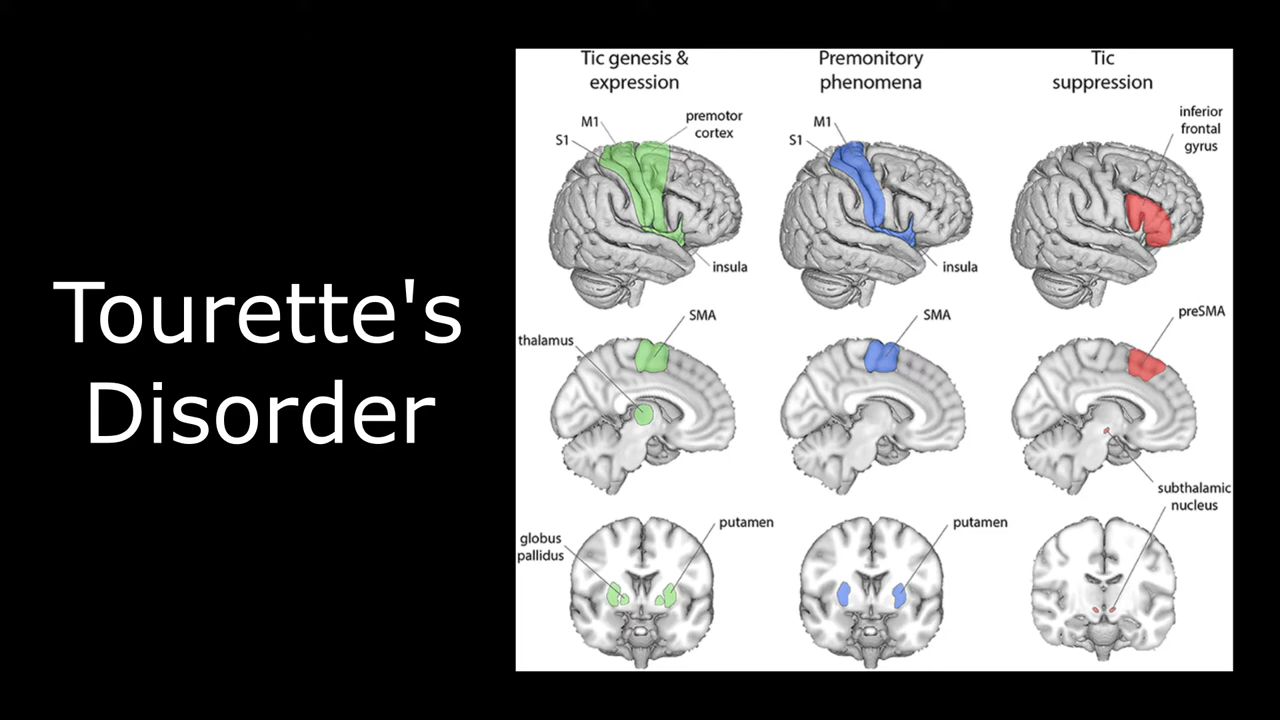 Tourette's
Disorder
Tic genesis &
expression
M1
S1
premotor
cortex
insula
SMA
thalamus
globus
pallidus
putamen
Premonitory
phenomena
M1
S1
insula
SMA
putamen
Tic
suppression
inferior
frontal
gyrus
preSMA
subthalamic
nucleus